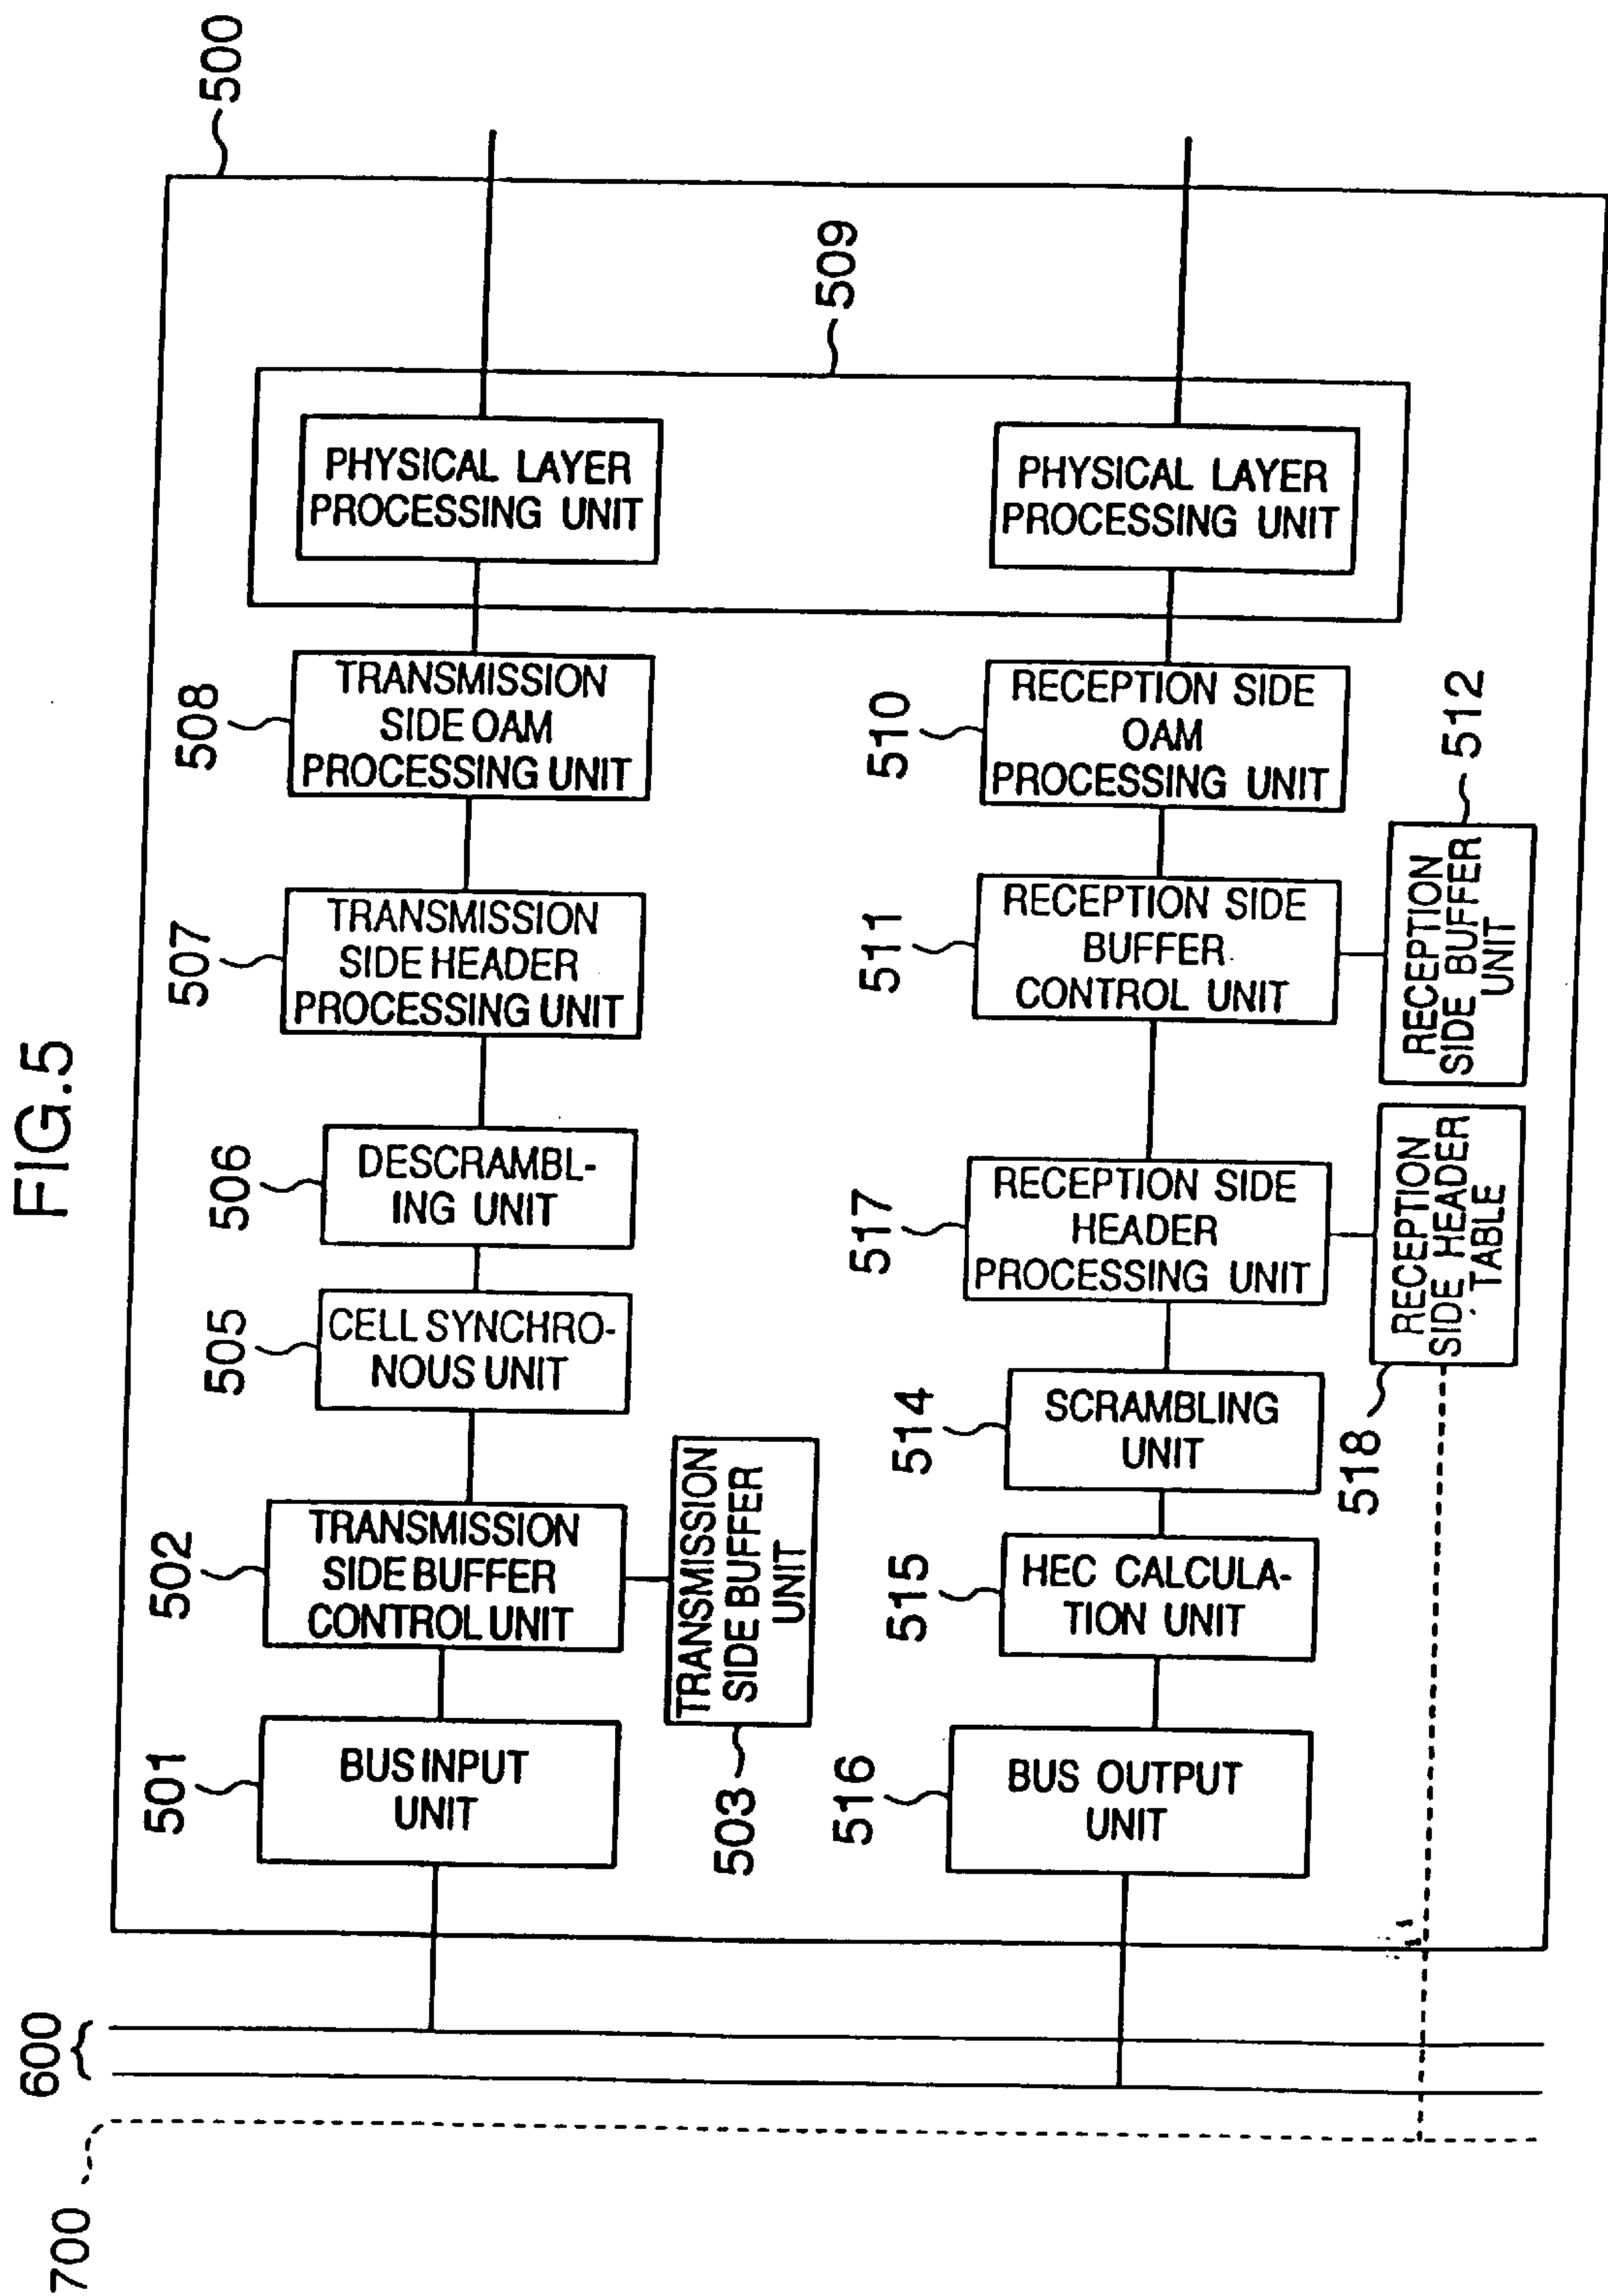 FIG.5
500
509
PHYSICAL LAYER
PROCESSING UNIT
PHYSICAL LAYER
PROCESSING UNIT
508
TRANSMISSION
SIDE OAM
PROCESSING UNIT
510
RECEPTION SIDE
OAM
PROCESSING UNIT
507
TRANSMISSION
SIDE HEADER
PROCESSING UNIT
511
RECEPTION SIDE
BUFFER
CONTROL UNIT
512
RECEPTION
SIDE BUFFER
UNIT
506
DESCRAMBL-
ING UNIT
517
RECEPTION SIDE
HEADER
PROCESSING UNIT
518
RECEPTION
SIDE HEADER
TABLE
505
CELL SYNCHRO-
NOUS UNIT
514
SCRAMBLING
UNIT
502
TRANSMISSION
SIDE BUFFER
CONTROL UNIT
503
TRANSMISSION
SIDE BUFFER
UNIT
515
HEC CALCULA-
TION UNIT
501
BUS INPUT
UNIT
516
BUS OUTPUT
UNIT
600
700